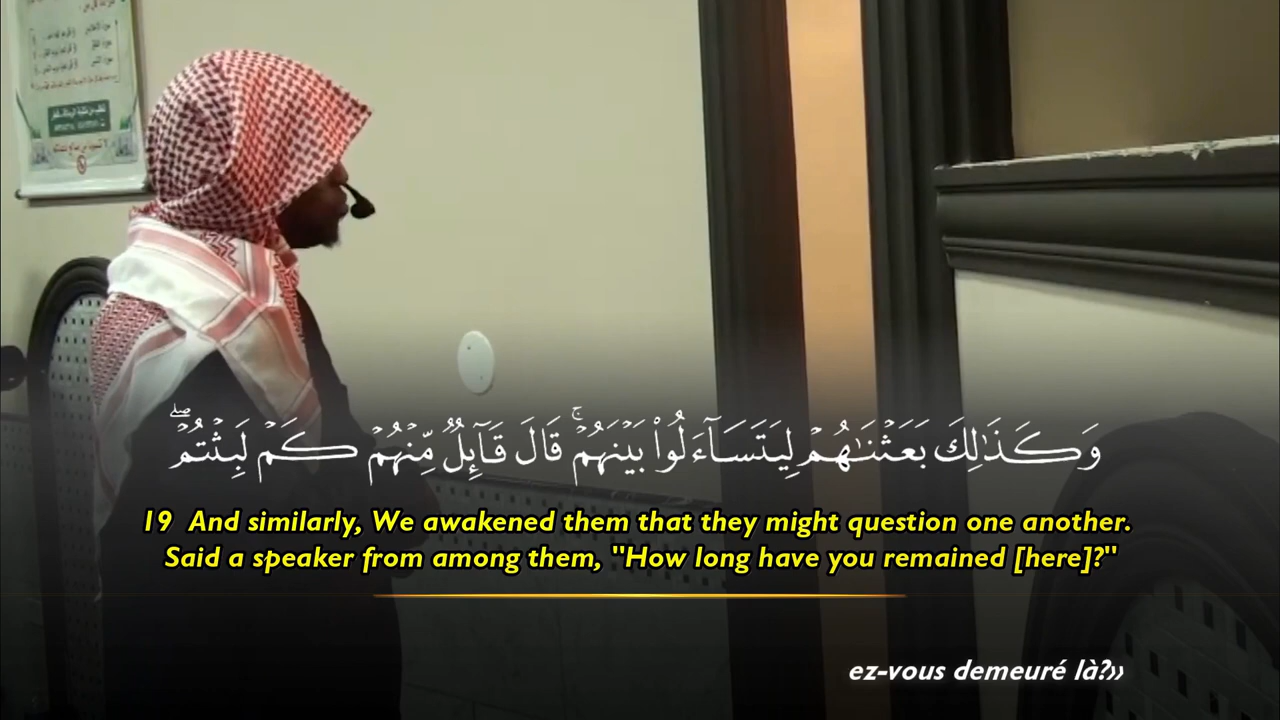 وَكَذَٰلِكَ بَعَثْنَٰهُمْ لِيَتَسَآءَلُوا۟ بَيْنَهُمْ ۚ قَالَ قَآئِلٌ مِّنْهُمْ كَمْ لَبِثْتُمْ ۖ
19 And similarly, We awakened them that they might question one another.
Said a speaker from among them, "How long have you remained [here]?"
ez-vous demeuré là?»